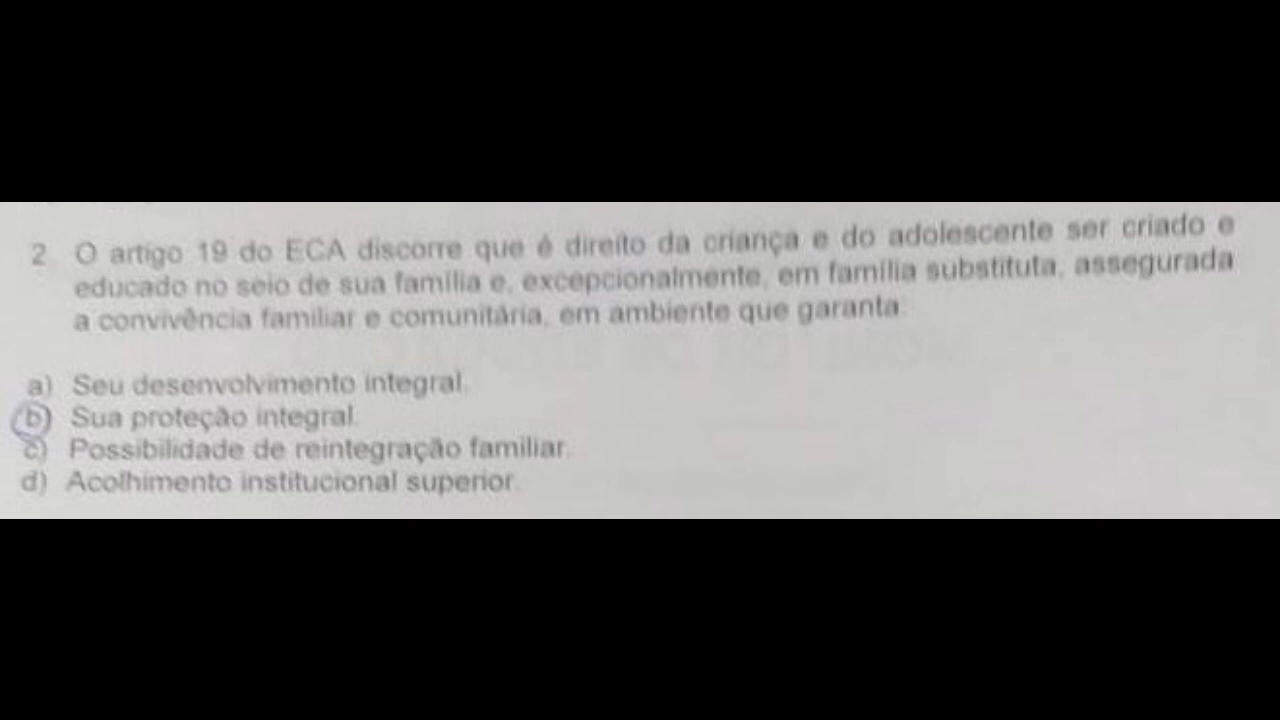 2 O artigo 19 do ECA discorre que é direito da criança e do adolescente ser criado e
educado no seio de sua família e, excepcionalmente, em família substituta, assegurada
a convivência familiar e comunitária, em ambiente que garanta:
a) Seu desenvolvimento integral.
b) Sua proteção integral.
c) Possibilidade de reintegração familiar.
d) Acolhimento institucional superior.